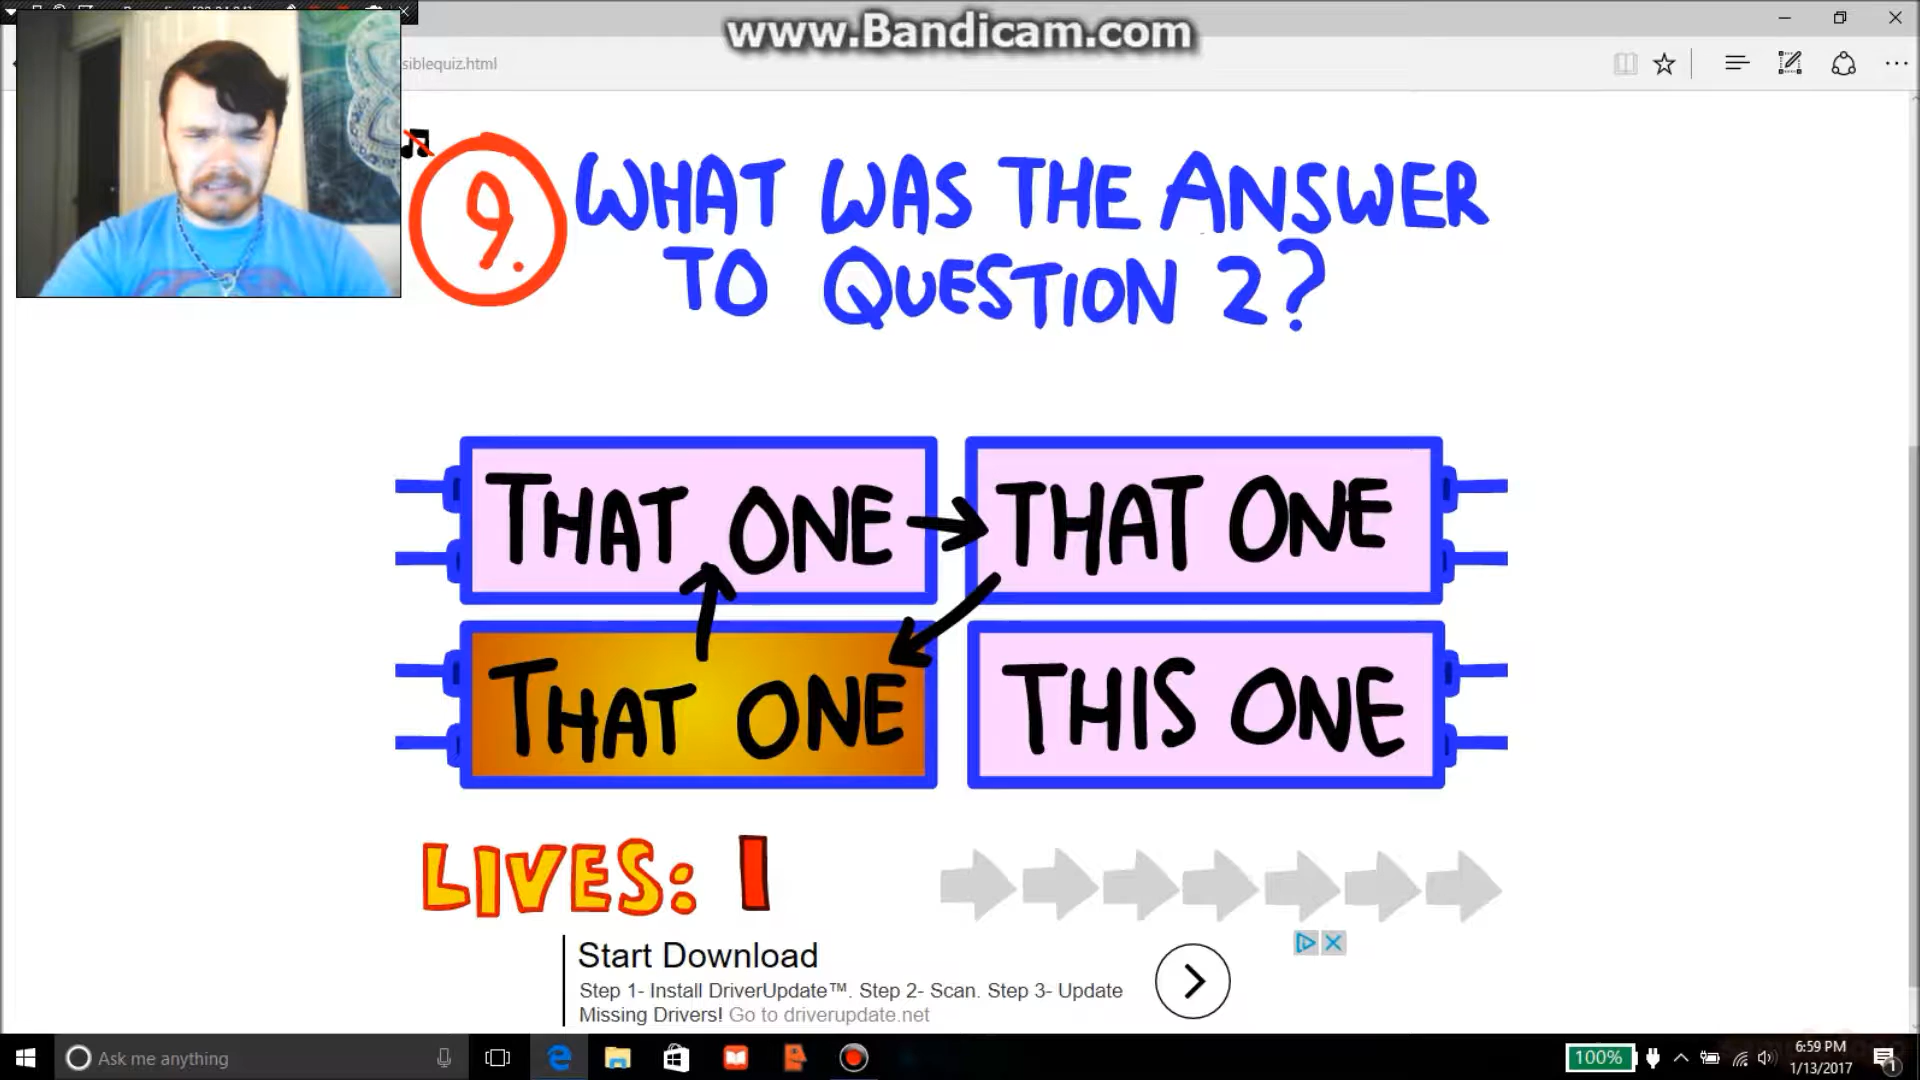 www.Bandicam.com
siblequiz.html
9. WHAT WAS THE ANSWER
TO QUESTION 2?
THAT ONE
THAT ONE
THAT ONE
THIS ONE
LIVES: 1
Start Download
Step 1- Install DriverUpdate™. Step 2- Scan. Step 3- Update
Missing Drivers! Go to driverupdate.net
Ask me anything
100%
6:59 PM
1/13/2017
1